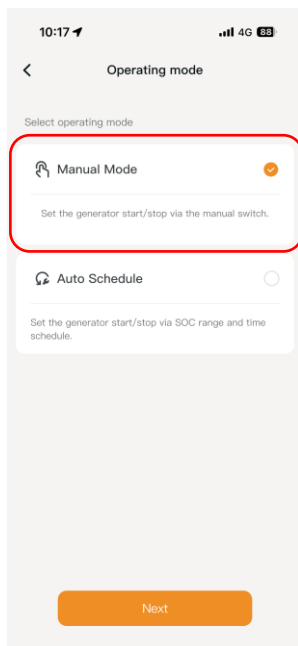 10:17 4G 88
Operating mode
Select operating mode
Manual Mode
Set the generator start/stop via the manual switch.
Auto Schedule
Set the generator start/stop via SOC range and time
schedule.
Next